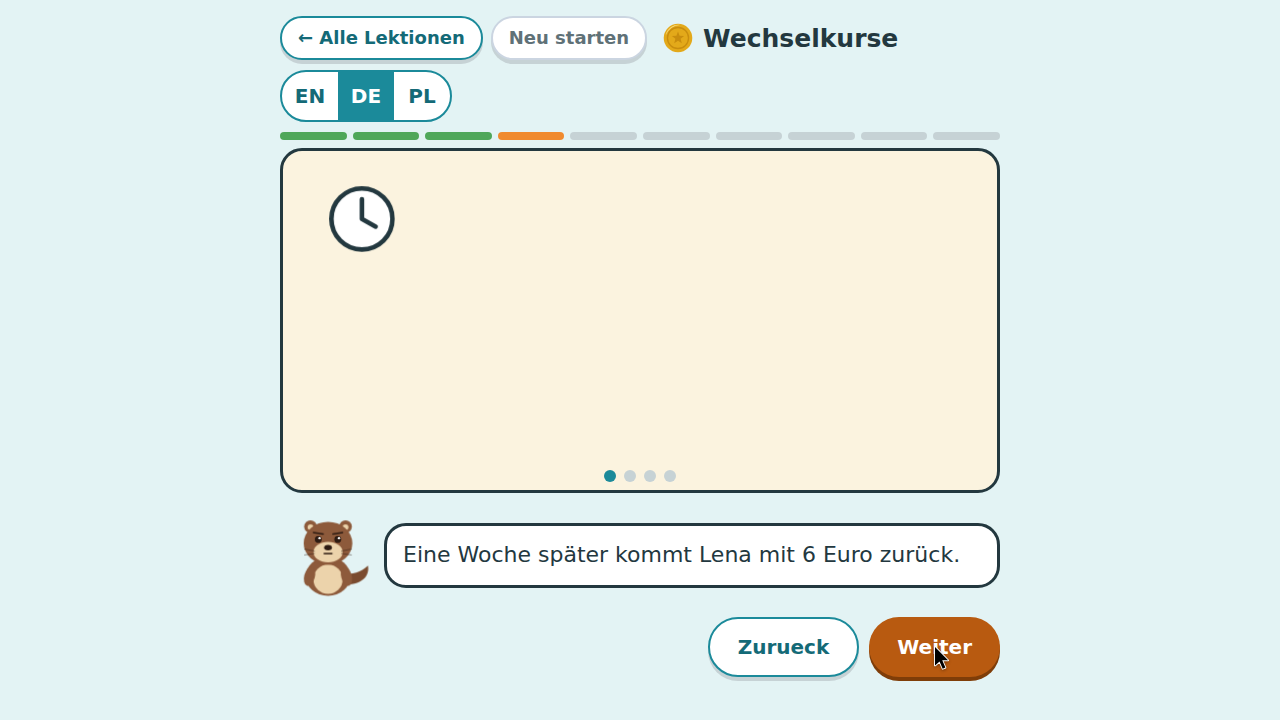 ← Alle Lektionen
Neu starten
Wechselkurse
EN DE PL
Eine Woche später kommt Lena mit 6 Euro zurück.
Zurueck
Weiter